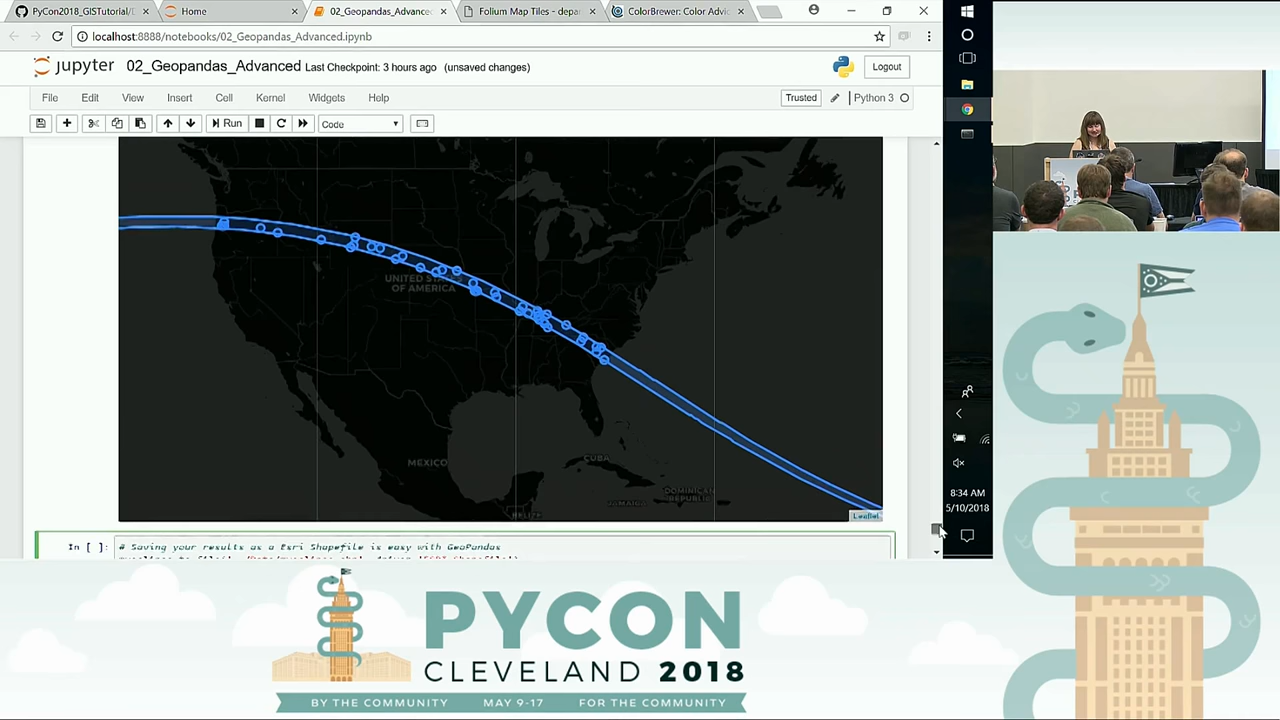 PyCon2018_GISTutorial/D
Home
02_Geopandas_Advanced
Folium Map Tiles - depar
ColorBrewer: Color Advic
localhost:8888/notebooks/02_Geopandas_Advanced.ipynb
jupyter 02_Geopandas_Advanced Last Checkpoint: 3 hours ago (unsaved changes)
Logout
File Edit View Insert Cell Kernel Widgets Help
Trusted
Python 3
Run
Code
UNITED STATES
OF AMERICA
MEXICO
CUBA
JAMAICA
DOMINICAN
REPUBLIC
BELIZE
Leaflet
In [ ]:
# Saving your results as a Esri Shapefile is easy with GeoPandas
8:34 AM
5/10/2018
PYCON
CLEVELAND 2018
BY THE COMMUNITY MAY 9-17 FOR THE COMMUNITY